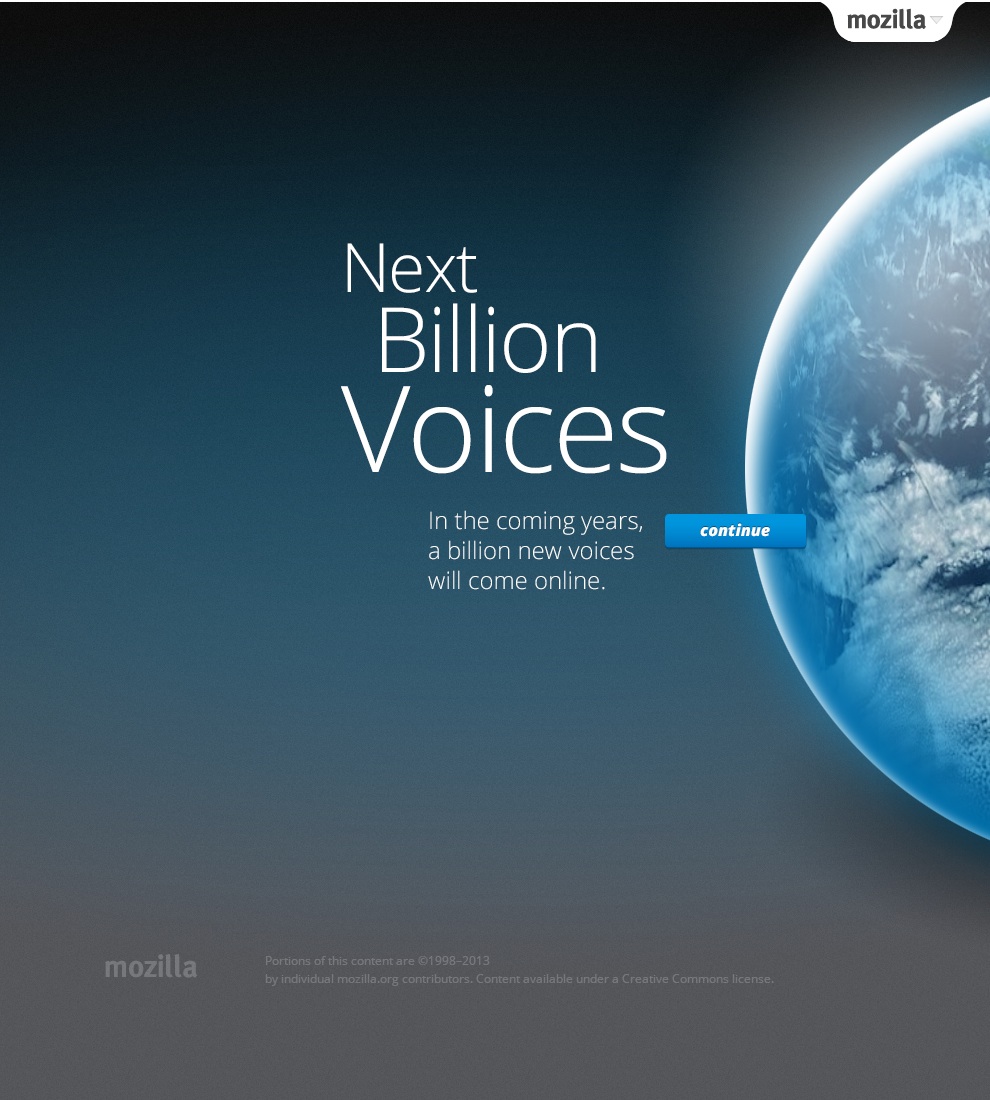 mozilla
Next
Billion
Voices
In the coming years,
a billion new voices
will come online.
continue
mozilla
Portions of this content are ©1998–2013
by individual mozilla.org contributors. Content available under a Creative Commons license.